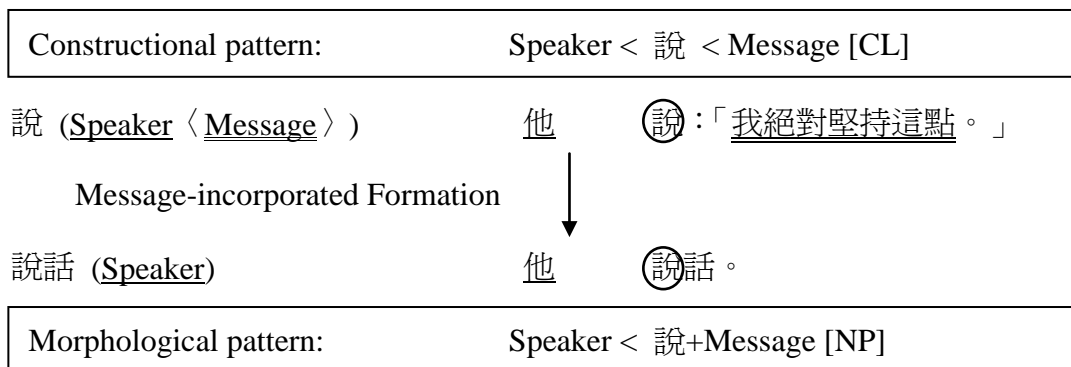 Constructional pattern: Speaker < 說 < Message [CL]
說 (Speaker〈Message〉) 他 說:「我絕對堅持這點。」
Message-incorporated Formation
說話 (Speaker) 他 說話。
Morphological pattern: Speaker < 說+Message [NP]